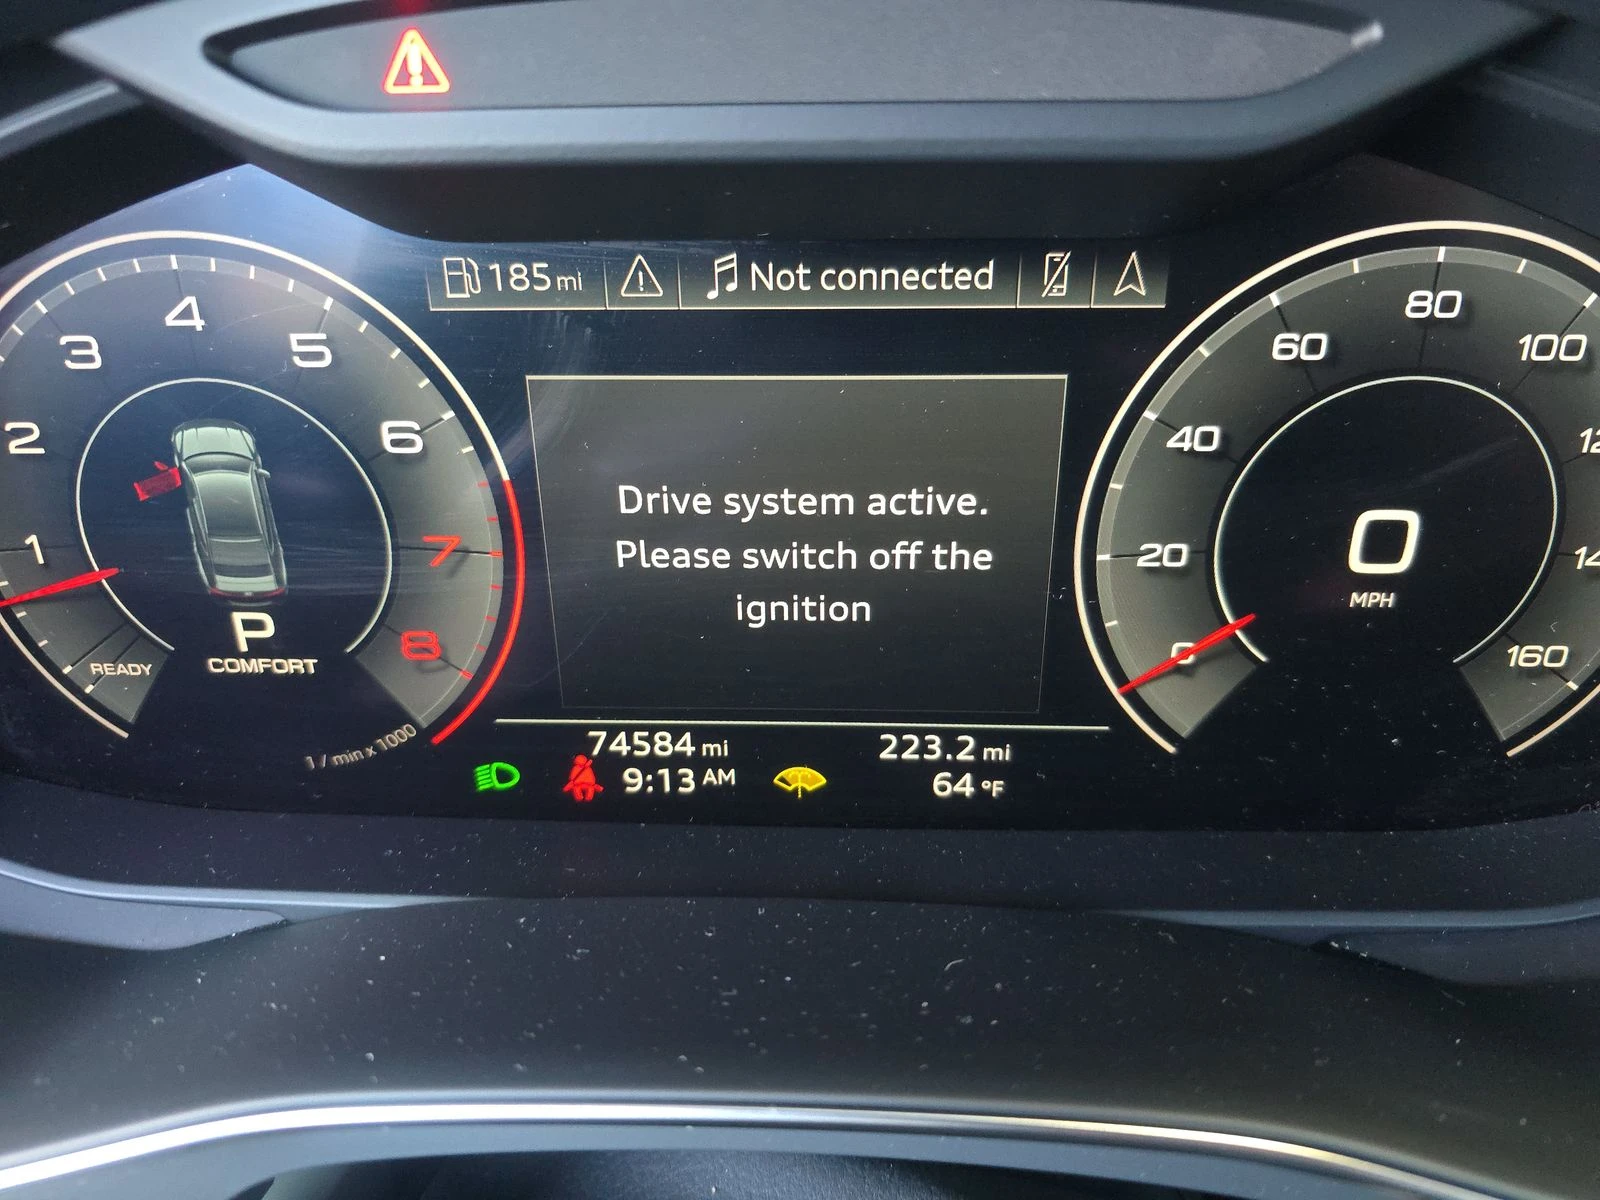 185 mi
Not connected
1
2
3
4
5
6
7
8
READY
P
COMFORT
1 / min x 1000
Drive system active.
Please switch off the
ignition
0
20
40
60
80
100
160
0
MPH
74584 mi
223.2 mi
9:13 AM
64 °F